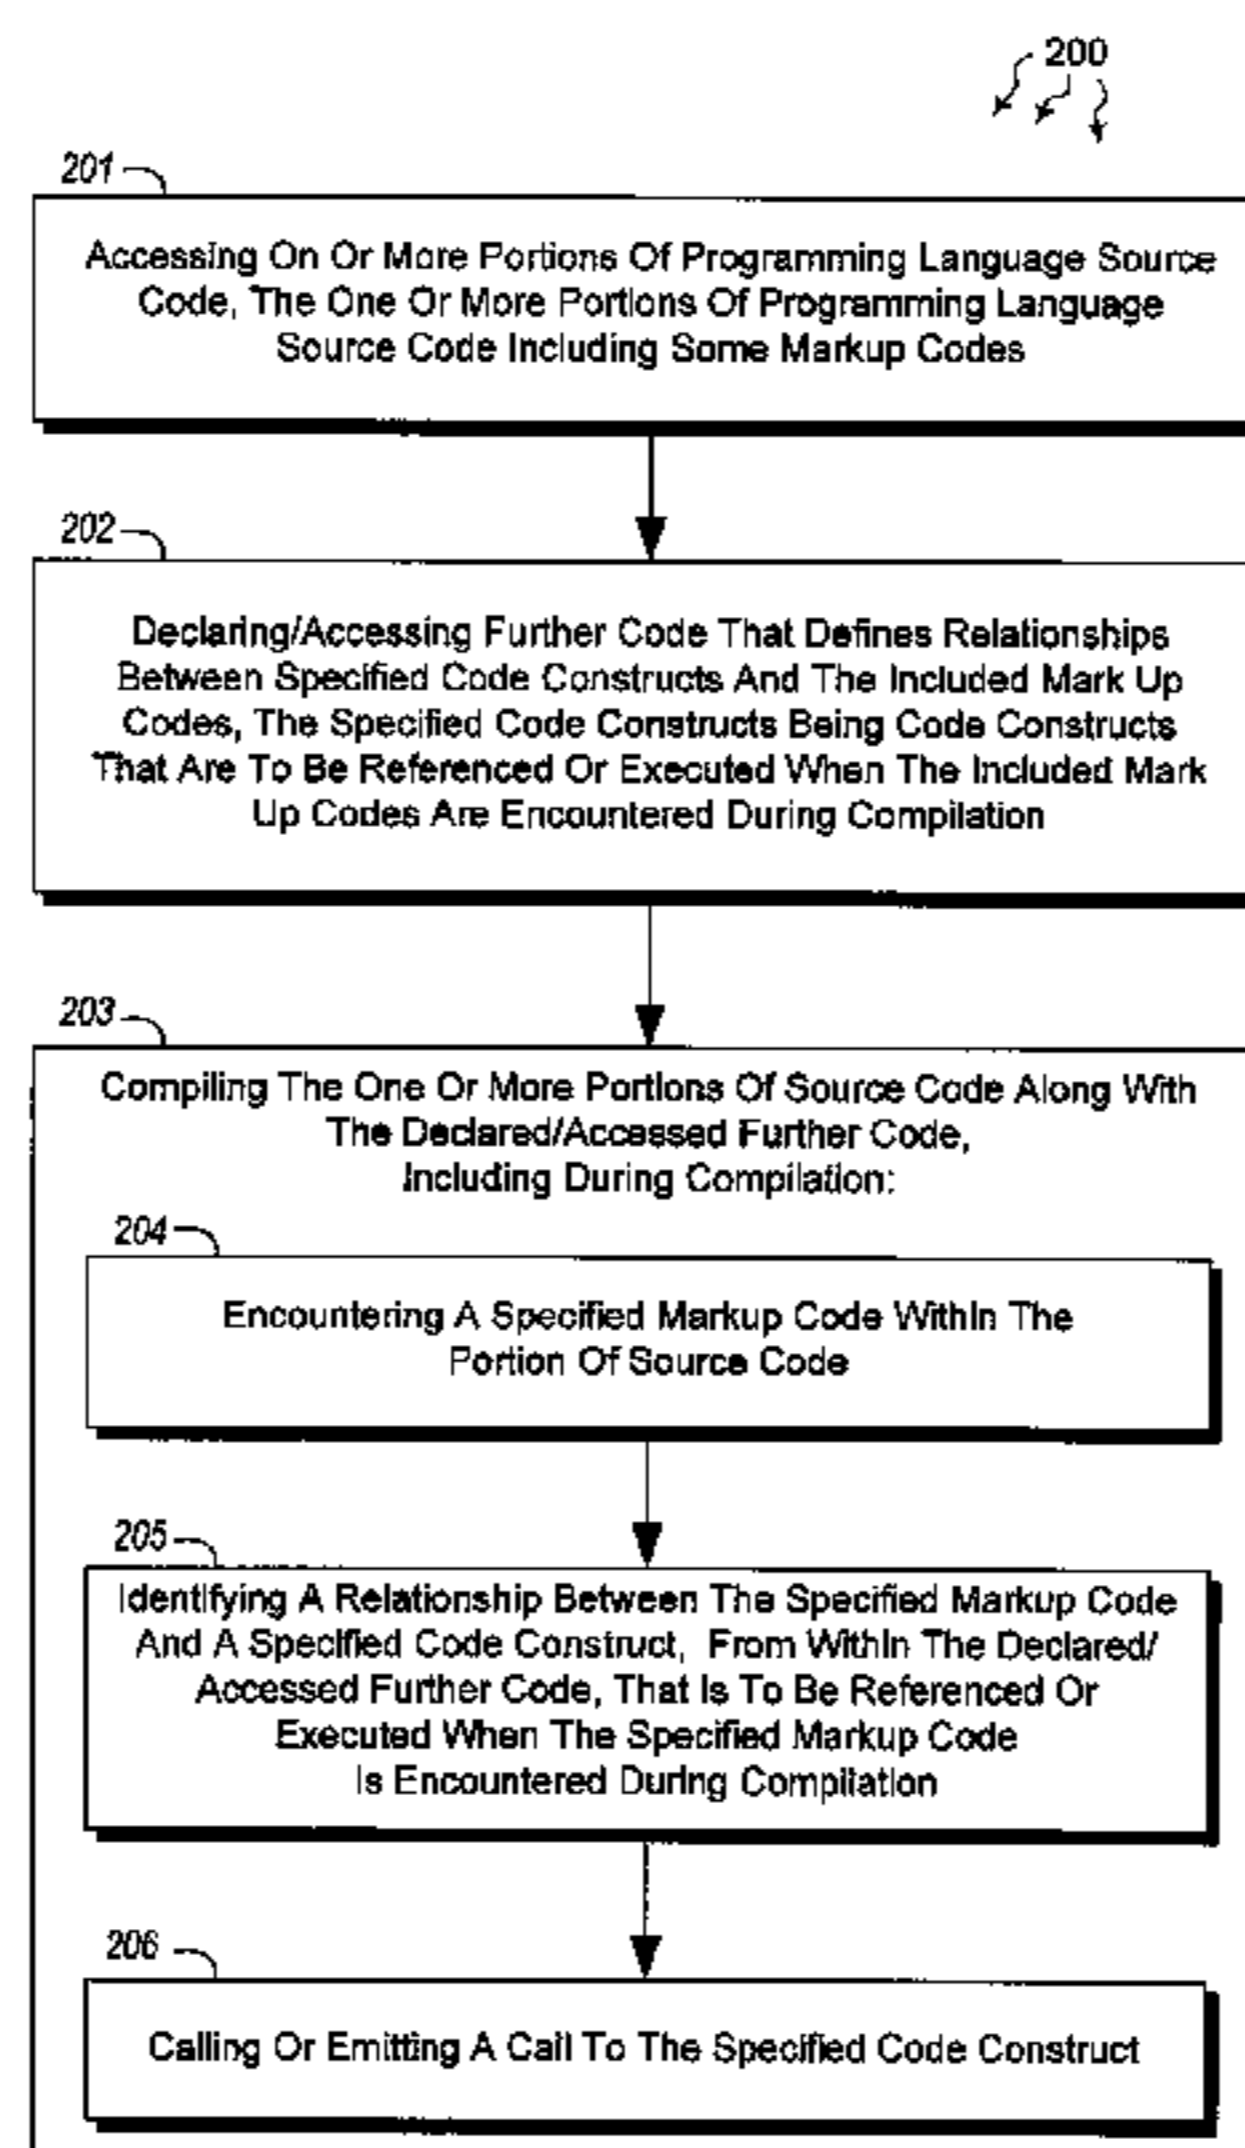 200
201
Accessing On Or More Portions Of Programming Language Source
Code, The One Or More Portions Of Programming Language
Source Code Including Some Markup Codes
202
Declaring/Accessing Further Code That Defines Relationships
Between Specified Code Constructs And The Included Mark Up
Codes, The Specified Code Constructs Being Code Constructs
That Are To Be Referenced Or Executed When The Included Mark
Up Codes Are Encountered During Compilation
203
Compiling The One Or More Portions Of Source Code Along With
The Declared/Accessed Further Code,
Including During Compilation:
204
Encountering A Specified Markup Code Within The
Portion Of Source Code
205
Identifying A Relationship Between The Specified Markup Code
And A Specified Code Construct, From Within The Declared/
Accessed Further Code, That Is To Be Referenced Or
Executed When The Specified Markup Code
Is Encountered During Compilation
206
Calling Or Emitting A Call To The Specified Code Construct